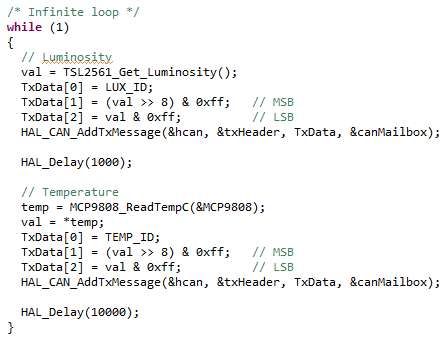 /* Infinite loop */
while (1)
{
  // Luminosity
  val = TSL2561_Get_Luminosity();
  TxData[0] = LUX_ID;
  TxData[1] = (val >> 8) & 0xff;   // MSB
  TxData[2] = val & 0xff;          // LSB
  HAL_CAN_AddTxMessage(&hcan, &txHeader, TxData, &canMailbox);

  HAL_Delay(1000);

  // Temperature
  temp = MCP9808_ReadTempC(&MCP9808);
  val = *temp;
  TxData[0] = TEMP_ID;
  TxData[1] = (val >> 8) & 0xff;   // MSB
  TxData[2] = val & 0xff;          // LSB
  HAL_CAN_AddTxMessage(&hcan, &txHeader, TxData, &canMailbox);

  HAL_Delay(10000);
}